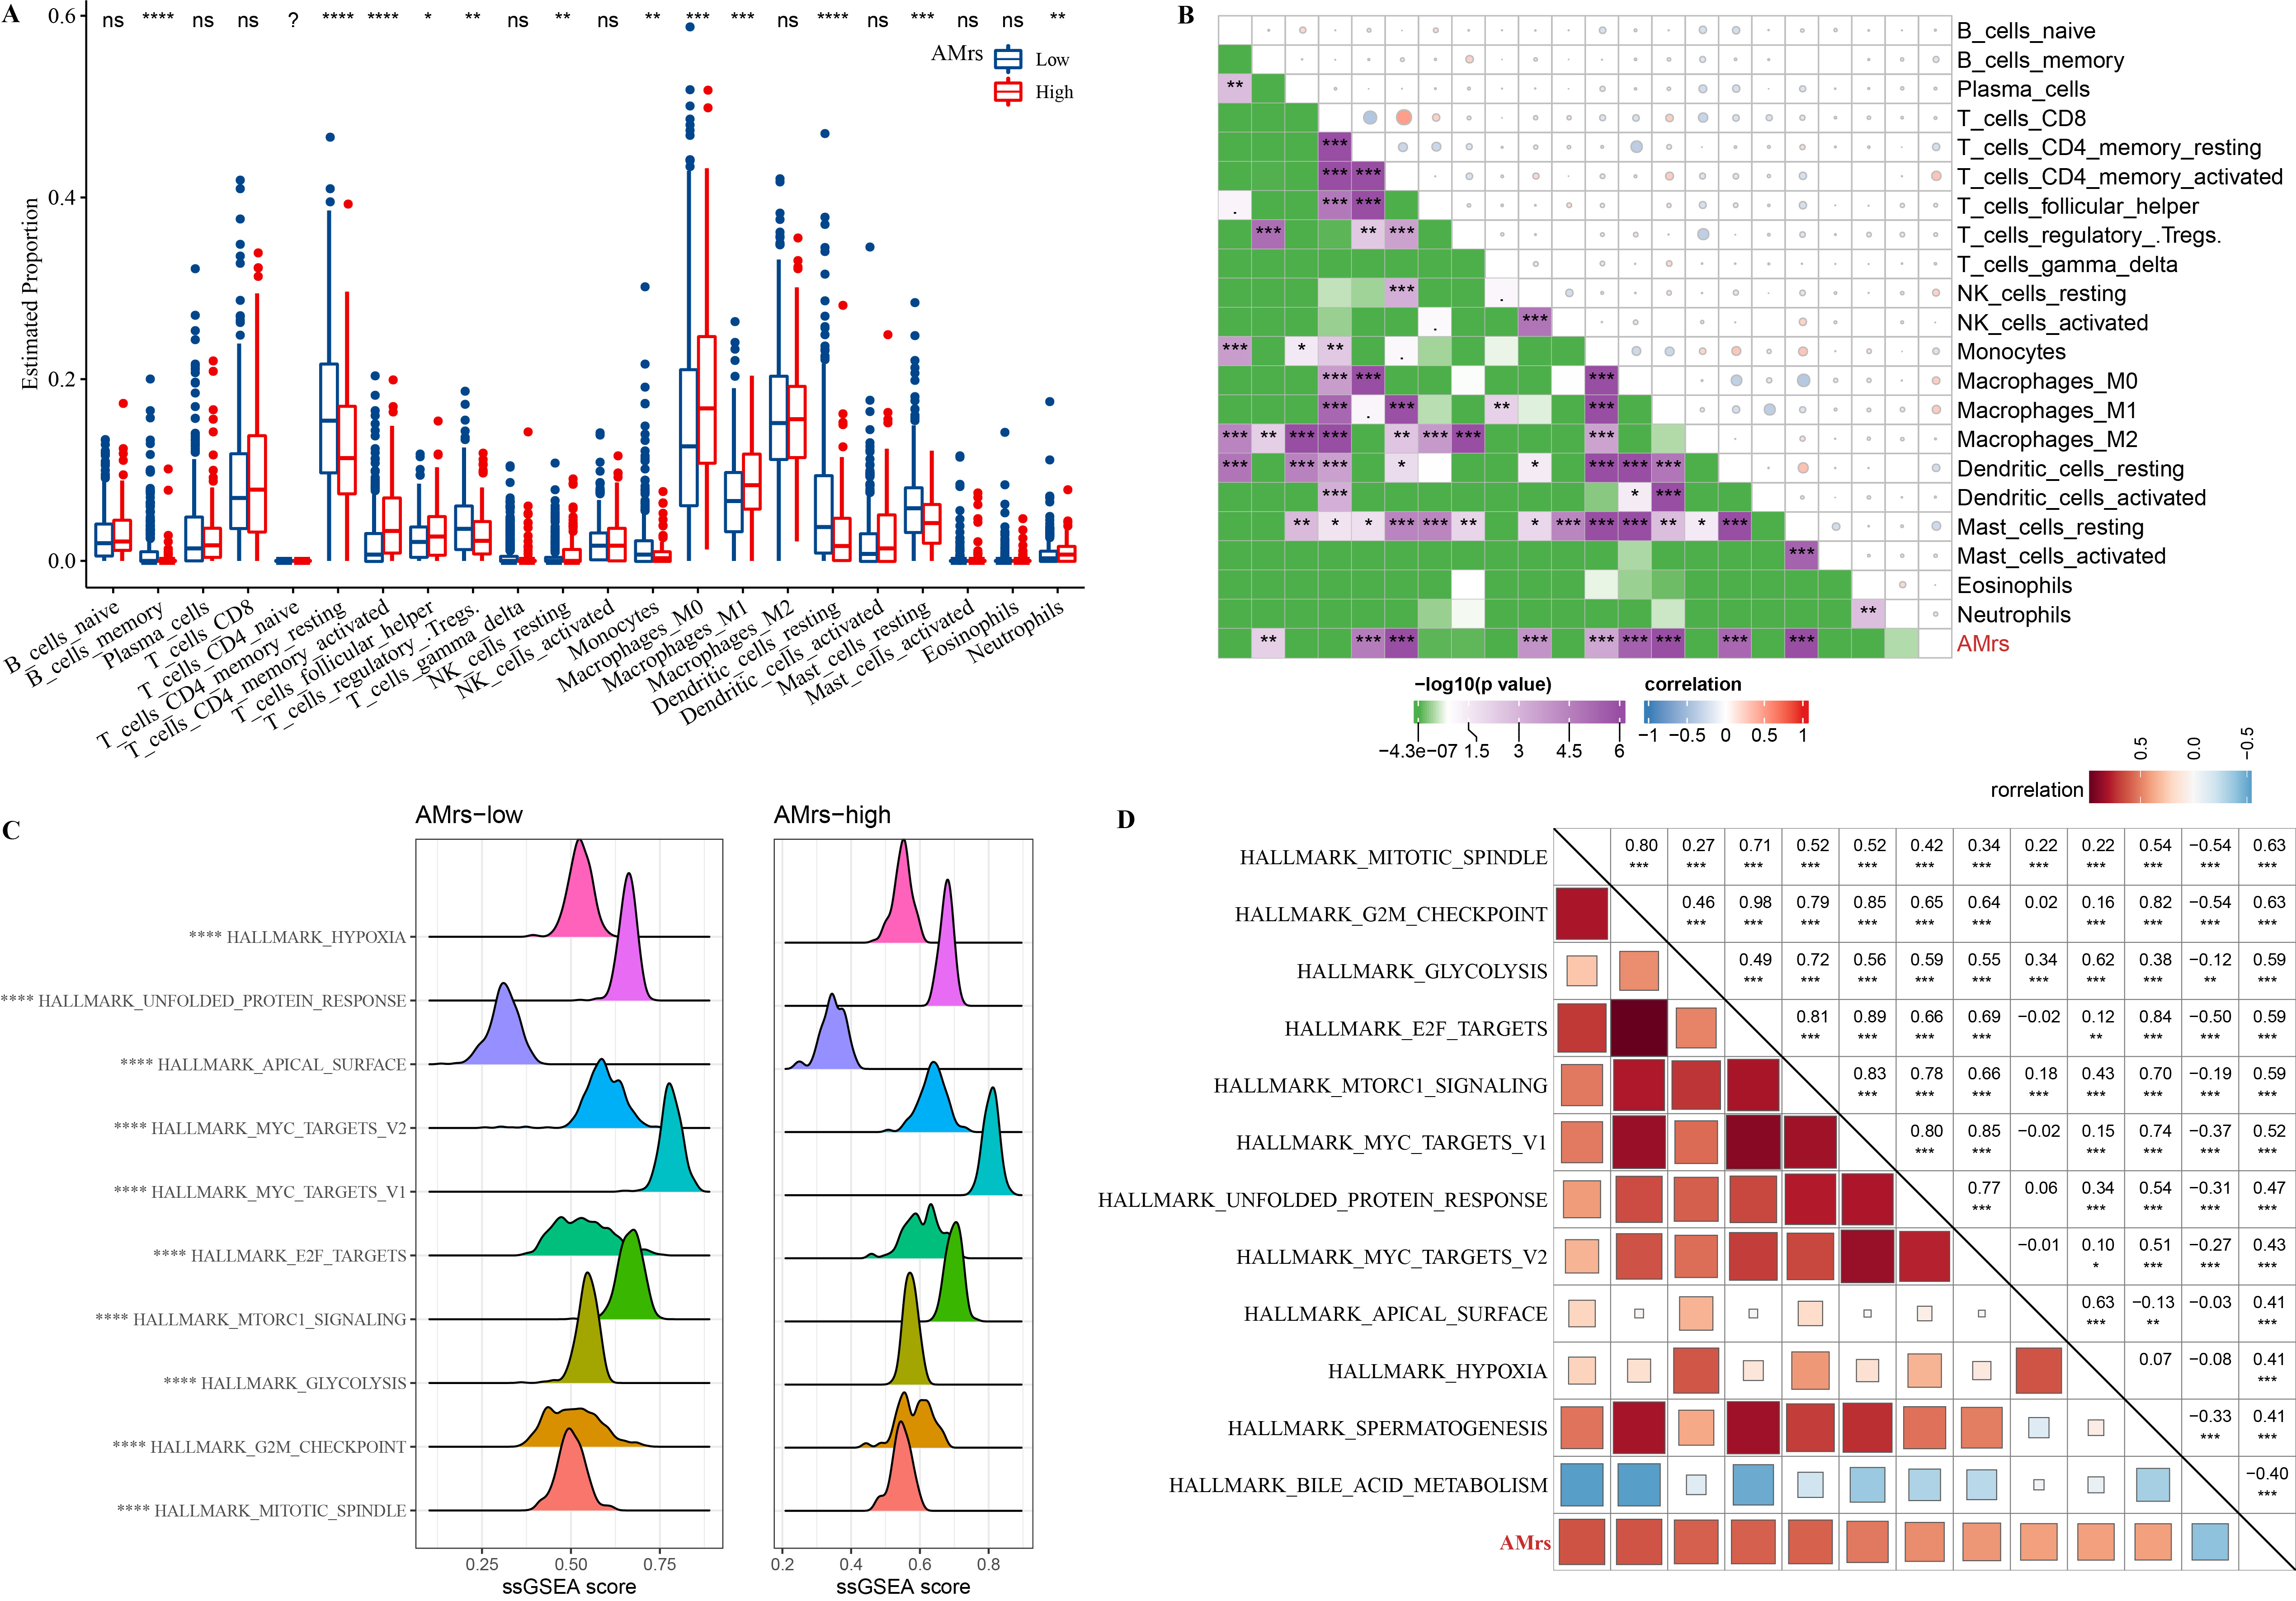 A
ns **** ns ns ? **** **** * ** ns ** ns ** *** *** ns **** ns *** ns ns **
AMrs
Low
High
Estimated Proportion
0.6
0.4
0.2
0.0
B_cells_naive
B_cells_memory
Plasma_cells
T_cells_CD8
T_cells_CD4_naive
T_cells_CD4_memory_resting
T_cells_CD4_memory_activated
T_cells_follicular_helper
T_cells_regulatory_.Tregs.
T_cells_gamma_delta
NK_cells_resting
NK_cells_activated
Monocytes
Macrophages_M0
Macrophages_M1
Macrophages_M2
Dendritic_cells_resting
Dendritic_cells_activated
Mast_cells_resting
Mast_cells_activated
Eosinophils
Neutrophils
B
B_cells_naive
B_cells_memory
** Plasma_cells
T_cells_CD8
*** T_cells_CD4_memory_resting
*** *** T_cells_CD4_memory_activated
. *** *** T_cells_follicular_helper
*** ** *** T_cells_regulatory_.Tregs.
T_cells_gamma_delta
*** . NK_cells_resting
. *** NK_cells_activated
*** * ** . Monocytes
*** *** *** Macrophages_M0
*** . *** ** *** Macrophages_M1
*** ** *** *** ** *** *** *** Macrophages_M2
*** *** *** * * *** *** *** Dendritic_cells_resting
*** * *** Dendritic_cells_activated
** * * *** *** ** * *** *** *** ** * *** Mast_cells_resting
*** Mast_cells_activated
Eosinophils
** Neutrophils
** *** *** *** *** *** *** *** *** AMrs
−log10(p value)
−4.3e−07 1.5 3 4.5 6
correlation
−1 −0.5 0 0.5 1
C
AMrs−low
AMrs−high
**** HALLMARK_HYPOXIA
**** HALLMARK_UNFOLDED_PROTEIN_RESPONSE
**** HALLMARK_APICAL_SURFACE
**** HALLMARK_MYC_TARGETS_V2
**** HALLMARK_MYC_TARGETS_V1
**** HALLMARK_E2F_TARGETS
**** HALLMARK_MTORC1_SIGNALING
**** HALLMARK_GLYCOLYSIS
**** HALLMARK_G2M_CHECKPOINT
**** HALLMARK_MITOTIC_SPINDLE
0.25 0.50 0.75
ssGSEA score
0.2 0.4 0.6 0.8
ssGSEA score
D
rorrelation
0.5 0.0 −0.5
HALLMARK_MITOTIC_SPINDLE 0.80 0.27 0.71 0.52 0.52 0.42 0.34 0.22 0.22 0.54 −0.54 0.63
*** *** *** *** *** *** *** *** *** *** *** ***
HALLMARK_G2M_CHECKPOINT 0.46 0.98 0.79 0.85 0.65 0.64 0.02 0.16 0.82 −0.54 0.63
*** *** *** *** *** *** *** *** *** ***
HALLMARK_GLYCOLYSIS 0.49 0.72 0.56 0.59 0.55 0.34 0.62 0.38 −0.12 0.59
*** *** *** *** *** *** *** *** ** ***
HALLMARK_E2F_TARGETS 0.81 0.89 0.66 0.69 −0.02 0.12 0.84 −0.50 0.59
*** *** *** *** ** *** *** ***
HALLMARK_MTORC1_SIGNALING 0.83 0.78 0.66 0.18 0.43 0.70 −0.19 0.59
*** *** *** *** *** *** *** ***
HALLMARK_MYC_TARGETS_V1 0.80 0.85 −0.02 0.15 0.74 −0.37 0.52
*** *** *** *** *** ***
HALLMARK_UNFOLDED_PROTEIN_RESPONSE 0.77 0.06 0.34 0.54 −0.31 0.47
*** *** *** *** ***
HALLMARK_MYC_TARGETS_V2 −0.01 0.10 0.51 −0.27 0.43
* *** *** ***
HALLMARK_APICAL_SURFACE 0.63 −0.13 −0.03 0.41
*** ** ***
HALLMARK_HYPOXIA 0.07 −0.08 0.41
***
HALLMARK_SPERMATOGENESIS −0.33 0.41
*** ***
HALLMARK_BILE_ACID_METABOLISM −0.40
***
AMrs